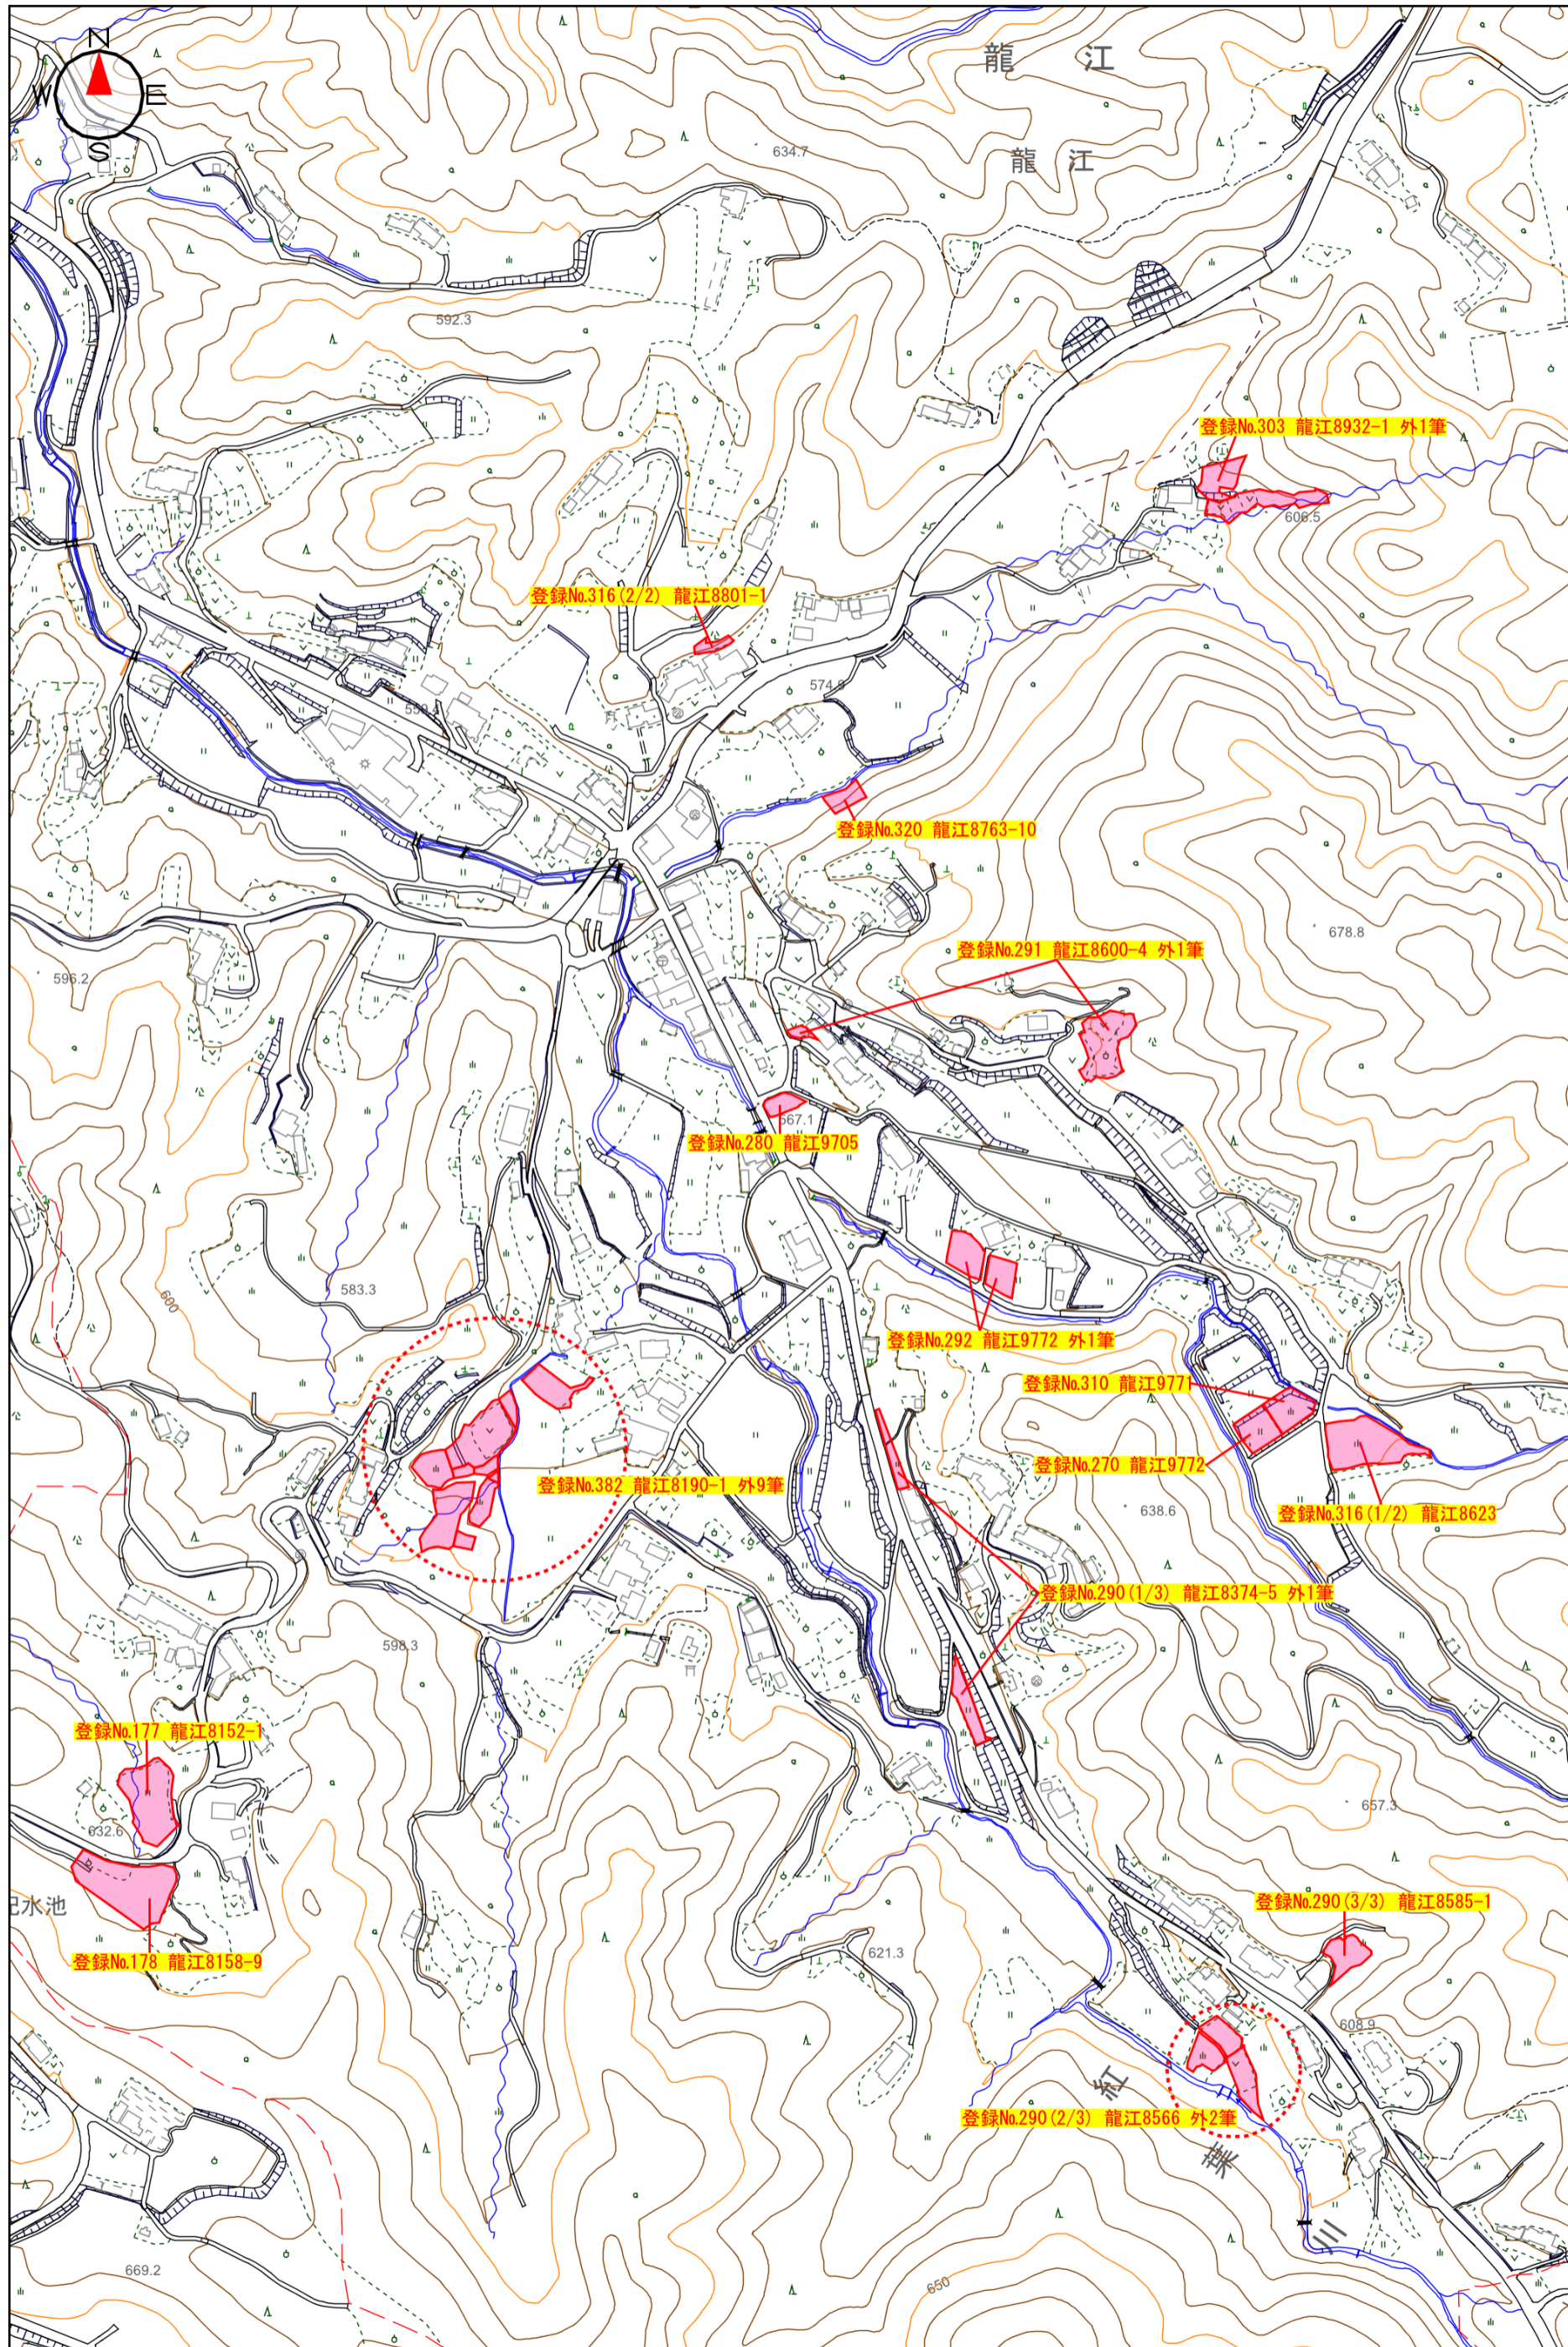 N
W E
S
龍 江
634.7
龍 江
592.3
登録No.303 龍江8932-1 外1筆
606.5
登録No.316(2/2) 龍江8801-1
574.9
登録No.320 龍江8763-10
678.8
登録No.291 龍江8600-4 外1筆
596.2
567.1
登録No.280 龍江9705
583.3
600
登録No.292 龍江9772 外1筆
登録No.310 龍江9771
登録No.270 龍江9772
登録No.382 龍江8190-1 外9筆
638.6
登録No.316(1/2) 龍江8623
登録No.290(1/3) 龍江8374-5 外1筆
598.3
登録No.177 龍江8152-1
657.3
632.6
水池
登録No.290(3/3) 龍江8585-1
登録No.178 龍江8158-9
621.3
608.9
紅
登録No.290(2/3) 龍江8566 外2筆
葉
川
669.2
650